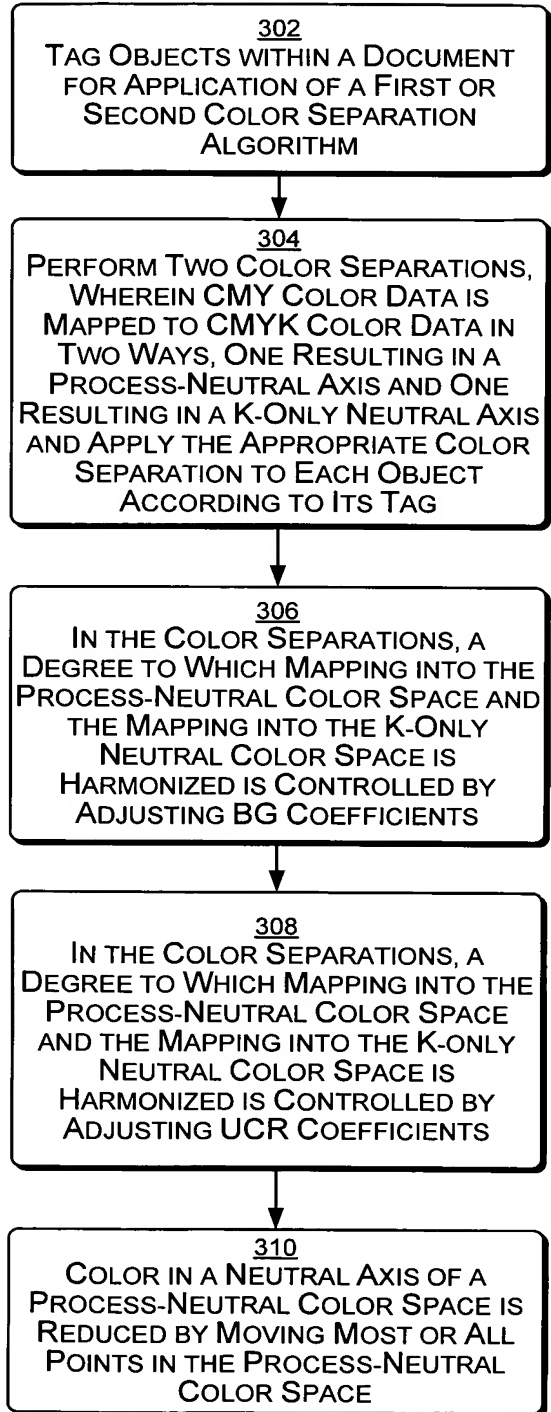 302
TAG OBJECTS WITHIN A DOCUMENT
FOR APPLICATION OF A FIRST OR
SECOND COLOR SEPARATION
ALGORITHM
304
PERFORM TWO COLOR SEPARATIONS,
WHEREIN CMY COLOR DATA IS
MAPPED TO CMYK COLOR DATA IN
TWO WAYS, ONE RESULTING IN A
PROCESS-NEUTRAL AXIS AND ONE
RESULTING IN A K-ONLY NEUTRAL AXIS
AND APPLY THE APPROPRIATE COLOR
SEPARATION TO EACH OBJECT
ACCORDING TO ITS TAG
306
IN THE COLOR SEPARATIONS, A
DEGREE TO WHICH MAPPING INTO THE
PROCESS-NEUTRAL COLOR SPACE AND
THE MAPPING INTO THE K-ONLY
NEUTRAL COLOR SPACE IS
HARMONIZED IS CONTROLLED BY
ADJUSTING BG COEFFICIENTS
308
IN THE COLOR SEPARATIONS, A
DEGREE TO WHICH MAPPING INTO THE
PROCESS-NEUTRAL COLOR SPACE
AND THE MAPPING INTO THE K-ONLY
NEUTRAL COLOR SPACE IS
HARMONIZED IS CONTROLLED BY
ADJUSTING UCR COEFFICIENTS
310
COLOR IN A NEUTRAL AXIS OF A
PROCESS-NEUTRAL COLOR SPACE IS
REDUCED BY MOVING MOST OR ALL
POINTS IN THE PROCESS-NEUTRAL
COLOR SPACE